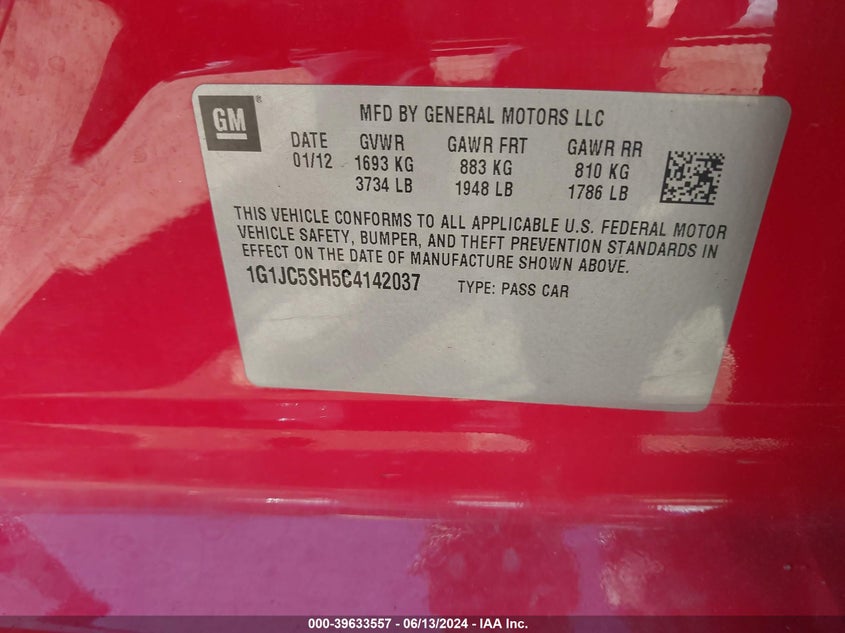 GM®
MFD BY GENERAL MOTORS LLC
DATE GVWR GAWR FRT GAWR RR
01/12 1693 KG 883 KG 810 KG
3734 LB 1948 LB 1786 LB
THIS VEHICLE CONFORMS TO ALL APPLICABLE U.S. FEDERAL MOTOR
VEHICLE SAFETY, BUMPER, AND THEFT PREVENTION STANDARDS IN
EFFECT ON THE DATE OF MANUFACTURE SHOWN ABOVE.
1G1JC5SH5C4142037 TYPE: PASS CAR
000-39633557 - 06/13/2024 - IAA Inc.